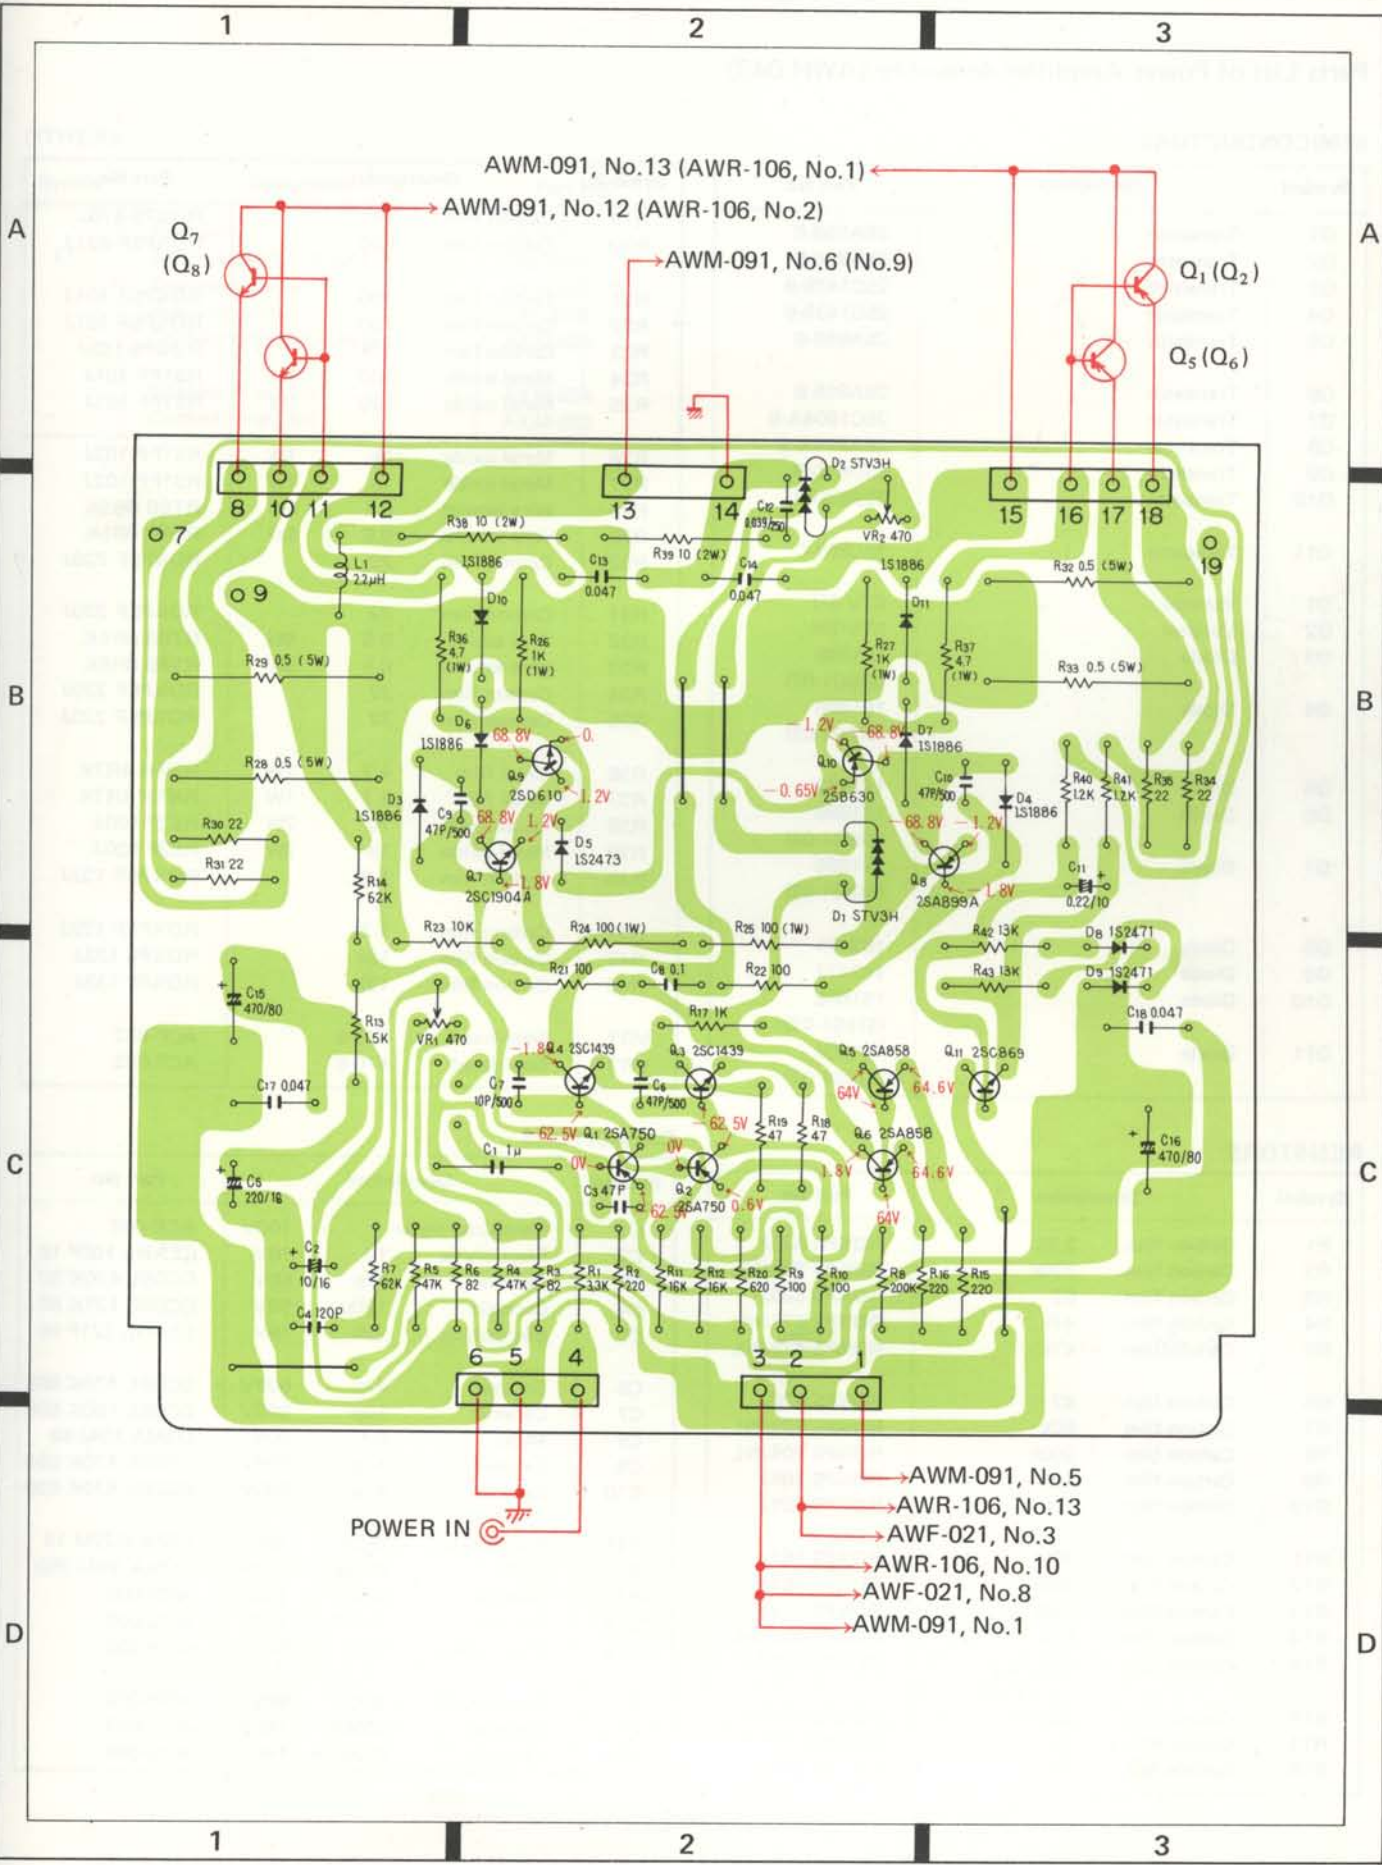 1 2 3
AWM-091, No.13 (AWR-106, No.1)
AWM-091, No.12 (AWR-106, No.2)
A A
Q7
(Q8)
AWM-091, No.6 (No.9)
Q1 (Q2)
Q5 (Q6)
D2 STV3H
8 10 11 12 13 14 15 16 17 18
C12
0.039/250
VR2 470
7
R38 10 (2W)
R39 10 (2W)
19
L1
2.2μH
1S1886
C13
0.047
C14
0.047
1S1886
R32 0.5 (5W)
9
D10
D11
R36
4.7
(1W)
R26
1K
(1W)
R27
1K
(1W)
R37
4.7
(1W)
R29 0.5 (5W)
R33 0.5 (5W)
B B
D6
1S1886
68.8V
0.
-1.2V
68.8V
D7
1S1886
R28 0.5 (5W)
Q9
2SD610
1.2V
Q10
-0.65V
2SB630
C10
47P/500
D4
1S1886
R40
1.2K
R41
1.2K
R35
22
R34
22
D3
1S1886
C9
47P/500
68.8V
1.2V
-68.8V
-1.2V
R30 22
D5
1S2473
R31 22
R14
62K
Q7
2SC1904A
-1.8V
Q8
2SA899A
-1.8V
C11
0.22/10
D1 STV3H
R23 10K
R24 100 (1W)
R25 100 (1W)
R42 13K
D8 1S2471
R21 100
C8 0.1
R22 100
R43 13K
D9 1S2471
C15
470/80
R17 1K
R13
1.5K
VR1 470
C18 0.047
-1.8
Q4 2SC1439
Q3 2SC1439
Q5 2SA858
Q11 2SC869
C17 0.047
C7
10P/500
C6
47P/500
64V
64.6V
-62.5V
Q1 2SA750
-62.5V
R19
47
R18
47
Q6 2SA858
C16
470/80
C C
C1 1μ
0V
0V
1.8V
64.6V
C5
220/16
C3 47P
62.5V
Q2
2SA750
0.6V
64V
C2
10/16
R7
62K
R5
47K
R6
82
R4
47K
R3
82
R1
3.3K
R2
220
R11
16K
R12
16K
R20
620
R9
100
R10
100
R8
200K
R16
220
R15
220
C4 120P
6 5 4 3 2 1
AWM-091, No.5
AWR-106, No.13
POWER IN
AWF-021, No.3
AWR-106, No.10
AWF-021, No.8
AWM-091, No.1
D D
1 2 3